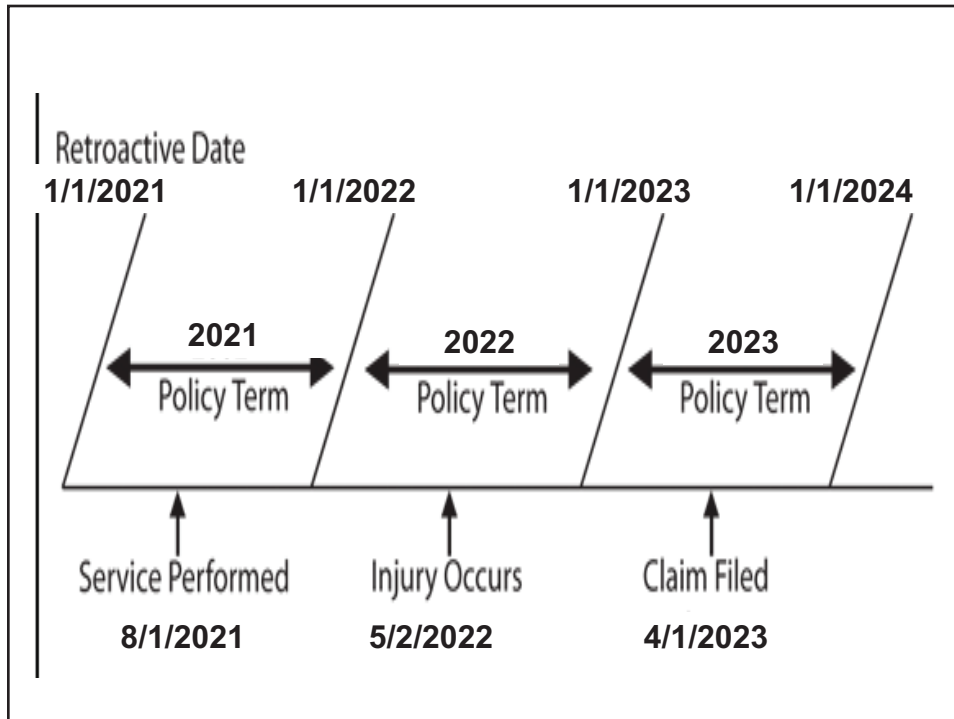 Retroactive Date
1/1/2021 1/1/2022 1/1/2023 1/1/2024
2021 2022 2023
Policy Term Policy Term Policy Term
Service Performed Injury Occurs Claim Filed
8/1/2021 5/2/2022 4/1/2023